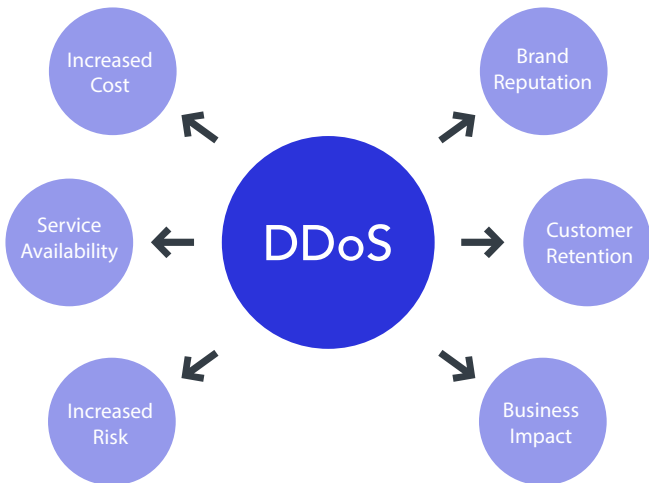 Increased
Cost
Brand
Reputation
Service
Availability
DDoS
Customer
Retention
Increased
Risk
Business
Impact